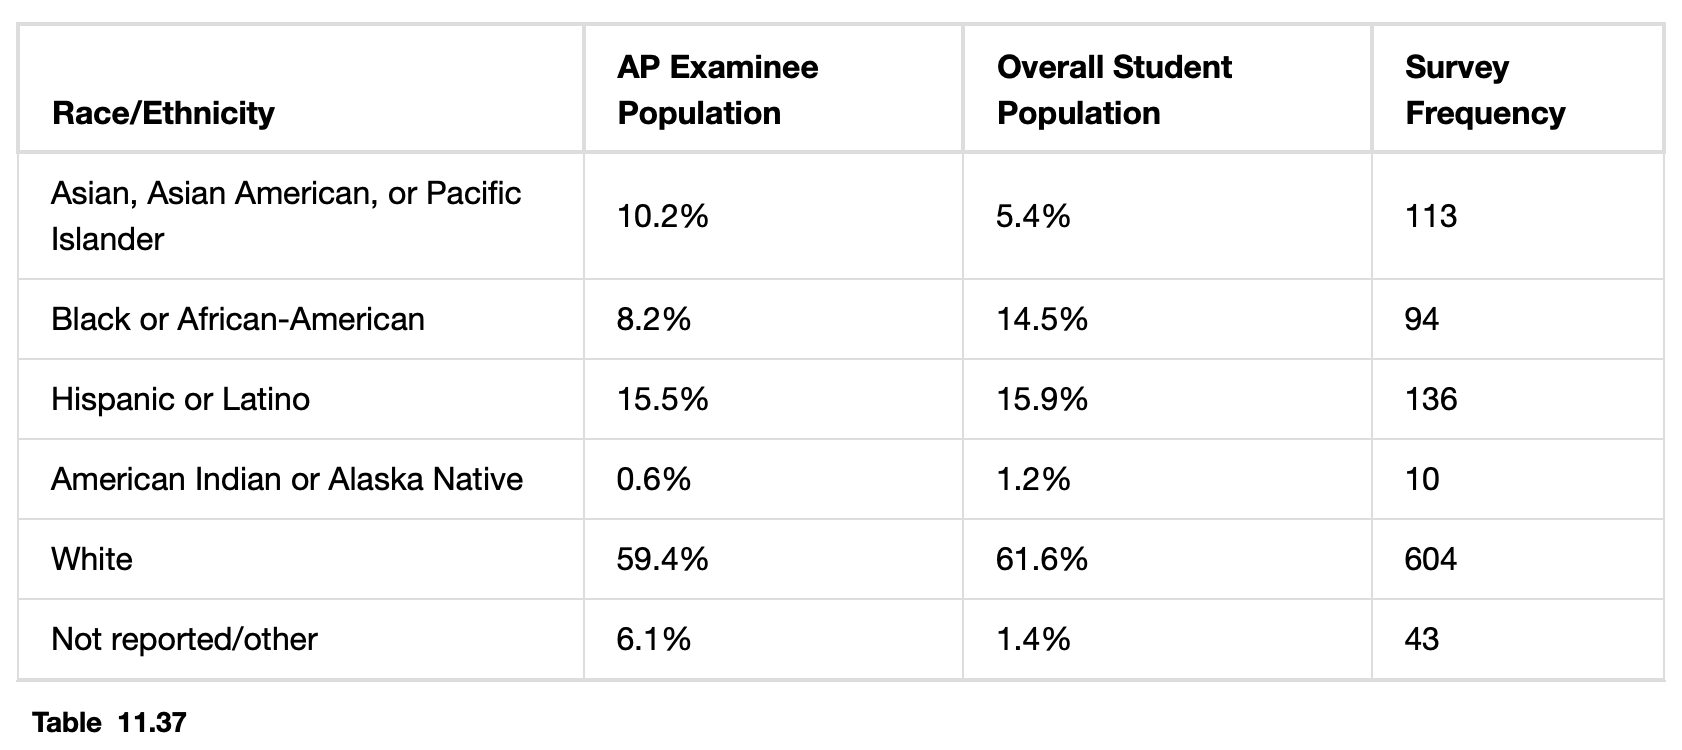 Race/Ethnicity | AP Examinee Population | Overall Student Population | Survey Frequency
Asian, Asian American, or Pacific Islander | 10.2% | 5.4% | 113
Black or African-American | 8.2% | 14.5% | 94
Hispanic or Latino | 15.5% | 15.9% | 136
American Indian or Alaska Native | 0.6% | 1.2% | 10
White | 59.4% | 61.6% | 604
Not reported/other | 6.1% | 1.4% | 43
Table 11.37